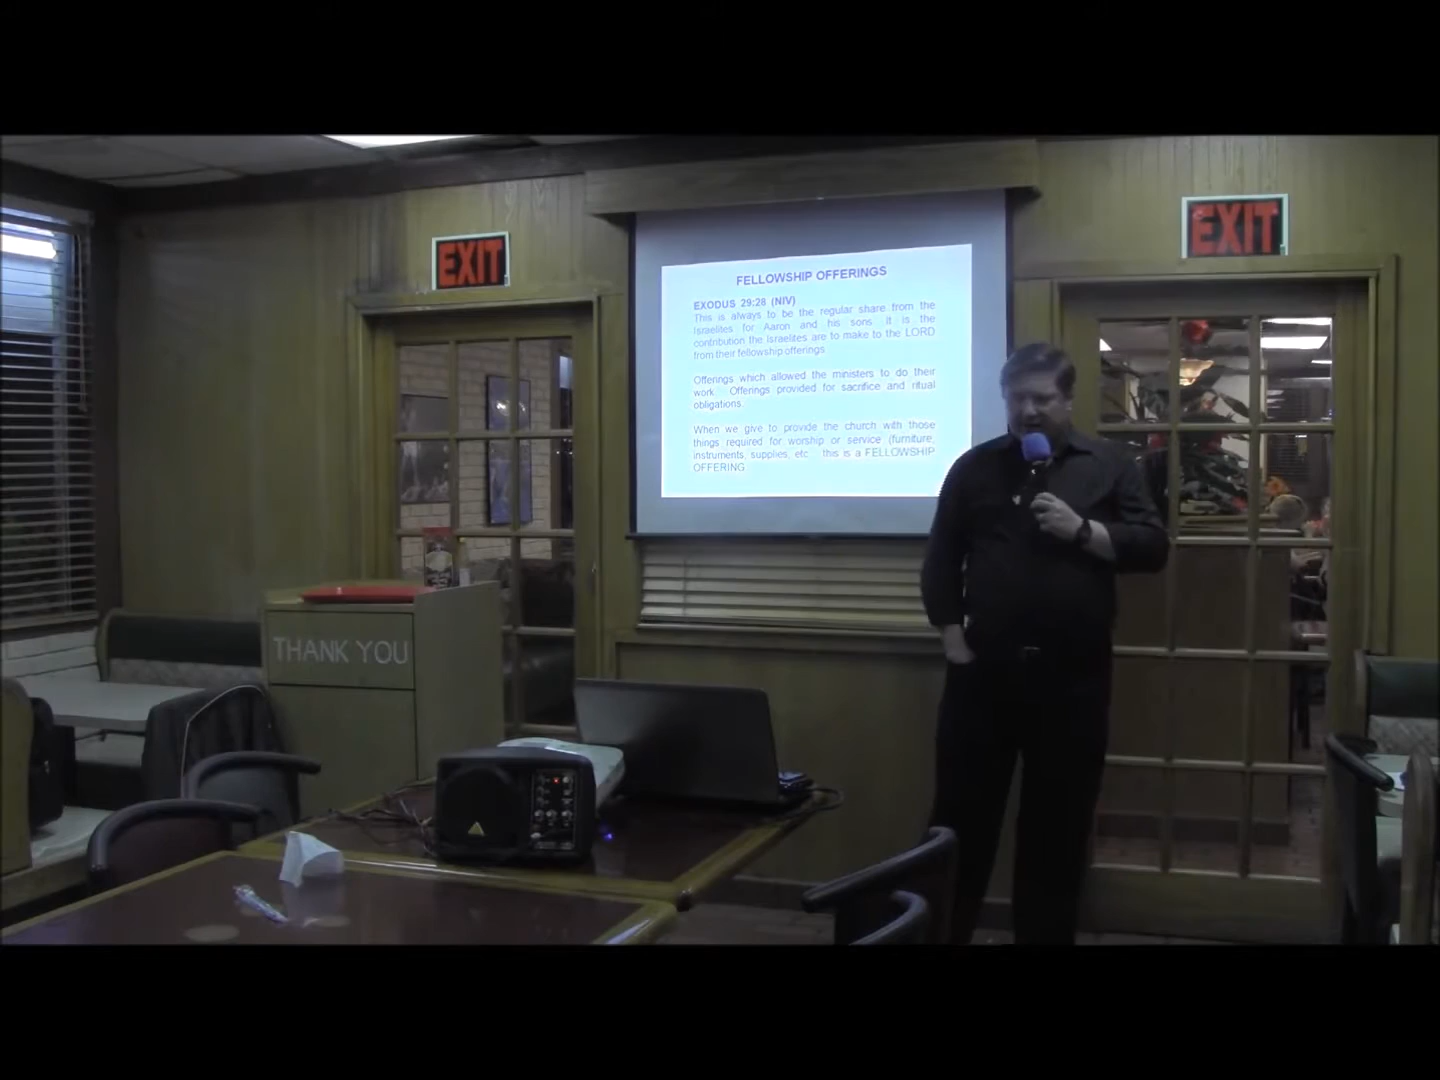 EXIT
EXIT
FELLOWSHIP OFFERINGS
EXODUS 29:28 (NIV)
This is always to be the regular share from the
Israelites for Aaron and his sons. It is the
contribution the Israelites are to make to the LORD
from their fellowship offerings.
Offerings which allowed the ministers to do their
work. Offerings provided for sacrifice and ritual
obligations.
When we give to provide the church with those
things required for worship or service (furniture,
instruments, supplies, etc. this is a FELLOWSHIP
OFFERING
THANK YOU